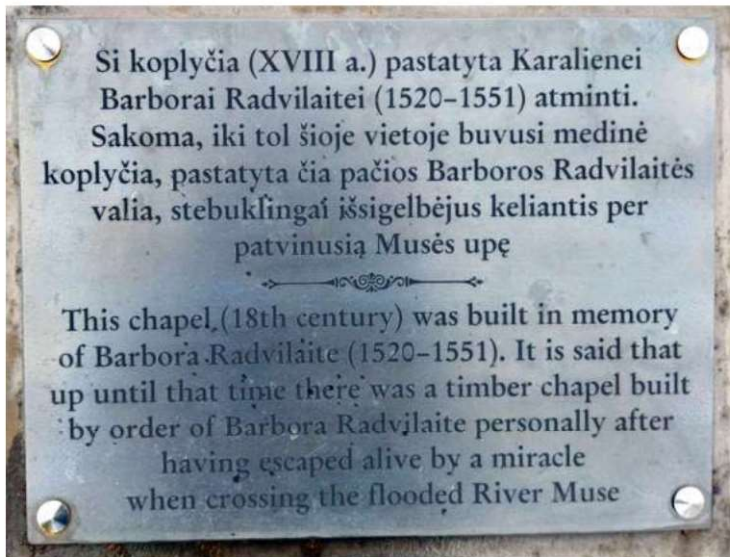 Si koplyčia (XVIII a.) pastatyta Karalienei
Barborai Radvilaitei (1520–1551) atminti.
Sakoma, iki tol šioje vietoje buvusi medinė
koplyčia, pastatyta čia pačios Barboros Radvilaitės
valia, stebuklingai išsigelbėjus keliantis per
patvinusią Musės upę
This chapel (18th century) was built in memory
of Barbora Radvilaite (1520–1551). It is said that
up until that time there was a timber chapel built
by order of Barbora Radvilaite personally after
having escaped alive by a miracle
when crossing the flooded River Muse